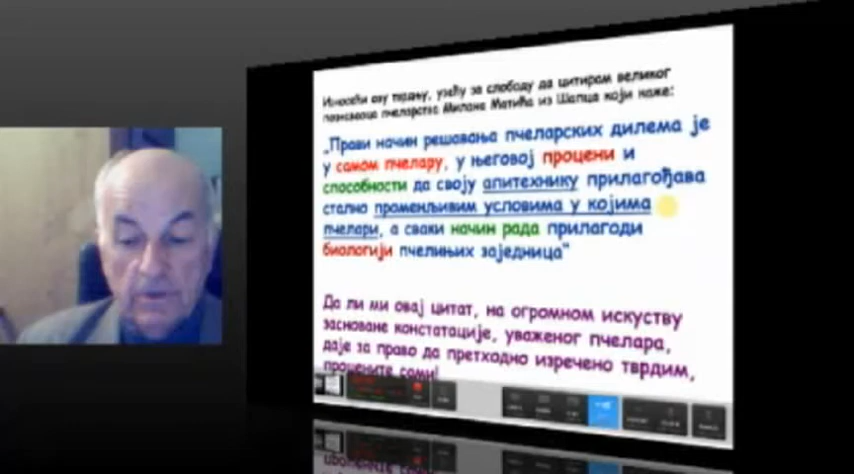 Износећи ову тврдњу, узећу за слободу да цитирам великог
познаваоца пчеларства Милана Матића из Шапца који каже:
„Прави начин решавања пчеларских дилема је
у самом пчелару, у његовој процени и
способности да своју апитехнику прилагођава
стално променљивим условима у којима
пчелари, а сваки начин рада прилагоди
биологији пчелињих заједница“
Да ли ми овај цитат, на огромном искуству
засноване констатације, уваженог пчелара,
даје за право да претходно изречено тврдим,
процените сами!